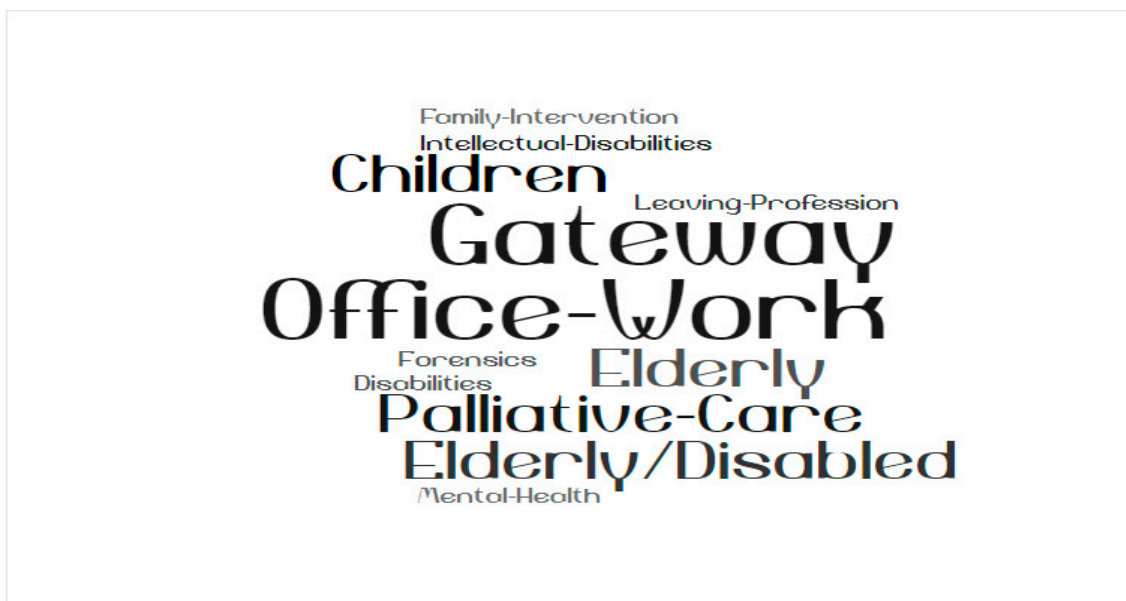 Family-Intervention
Intellectual-Disabilities
Children
Leaving-Profession
Gateway
Office-Work
Forensics
Elderly
Disabilities
Palliative-Care
Elderly/Disabled
Mental-Health